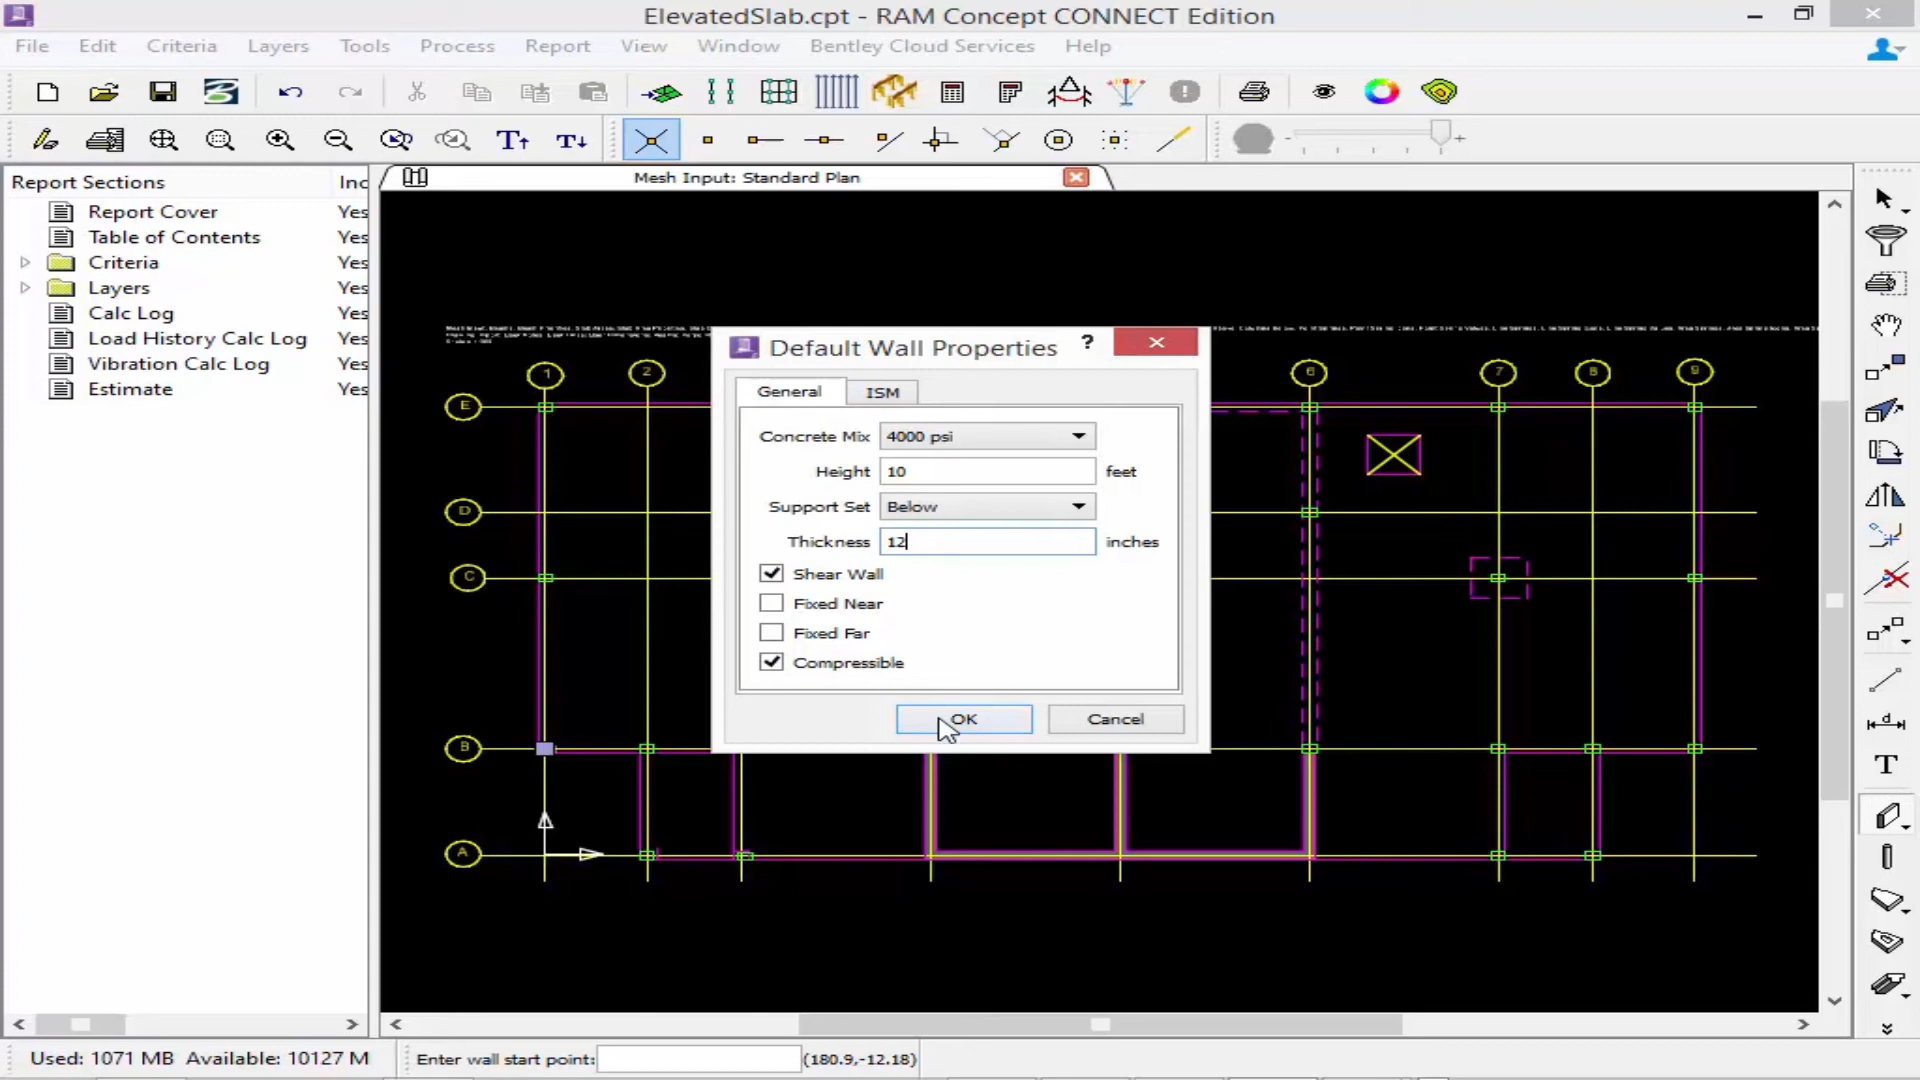 ElevatedSlab.cpt - RAM Concept CONNECT Edition
File Edit Criteria Layers Tools Process Report View Window Bentley Cloud Services Help
Report Sections Inc
Report Cover Yes
Table of Contents Yes
Criteria Yes
Layers Yes
Calc Log Yes
Load History Calc Log Yes
Vibration Calc Log Yes
Estimate Yes
Mesh Input: Standard Plan
1 2 6 7 8 9
E
D
C
B
A
Default Wall Properties ?
General ISM
Concrete Mix 4000 psi
Height 10 feet
Support Set Below
Thickness 12 inches
Shear Wall
Fixed Near
Fixed Far
Compressible
OK Cancel
Used: 1071 MB Available: 10127 M
Enter wall start point: (180.9,-12.18)